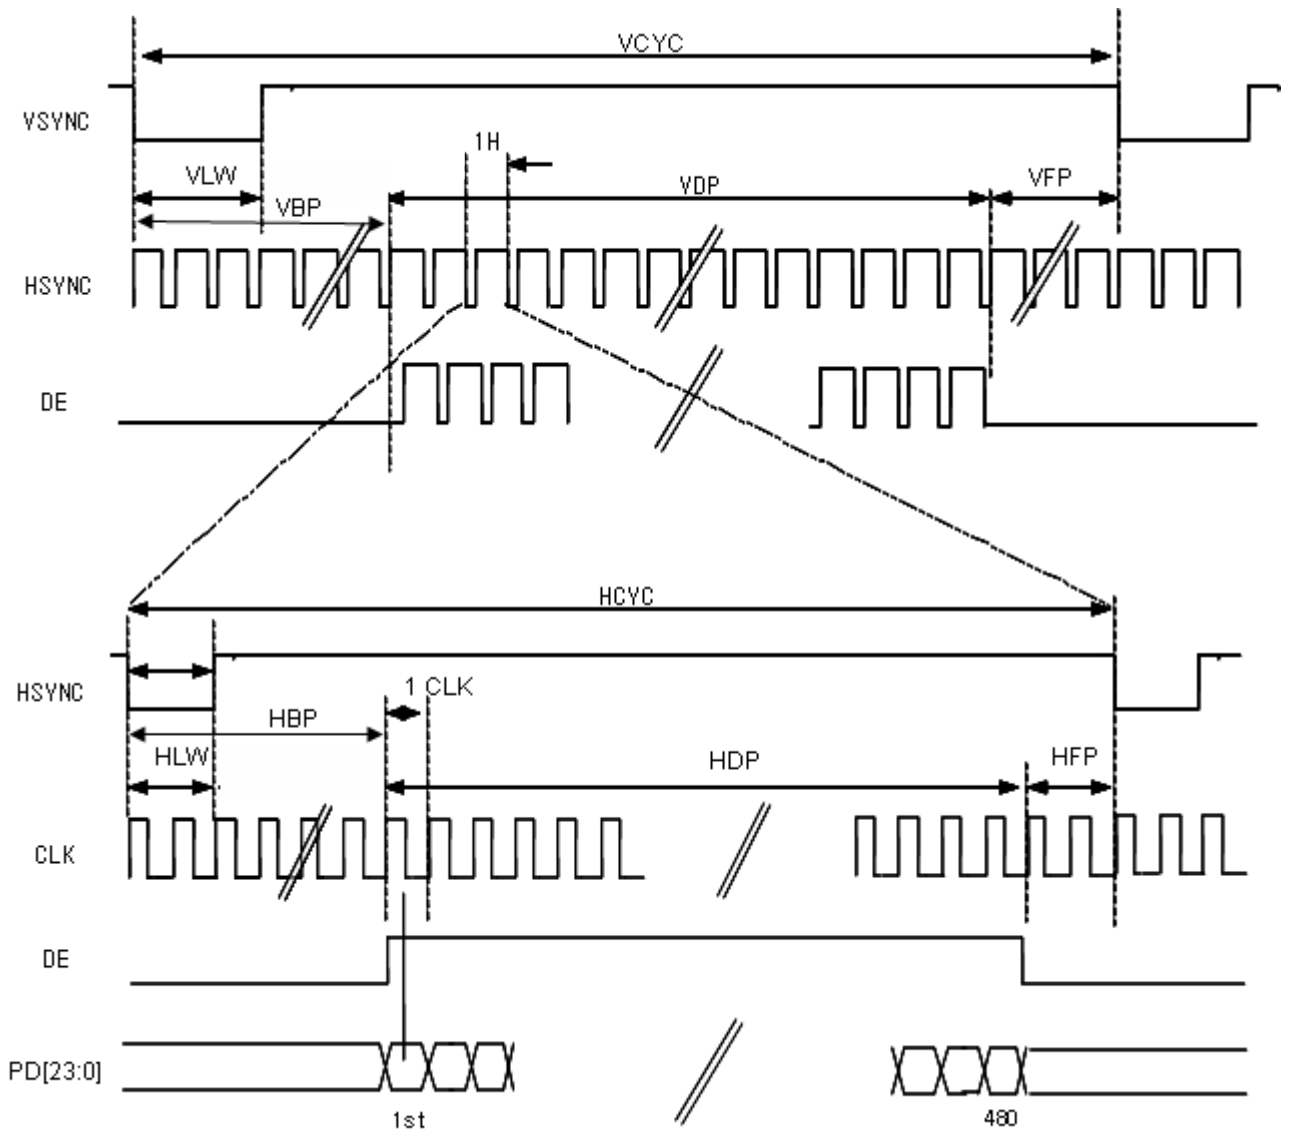 VCYC
VSYNC
1H
VLW
VDP
VFP
VBP
HSYNC
DE
HCYC
HSYNC
1 CLK
HBP
HLW
HDP
HFP
CLK
DE
PD[23:0]
1st
480